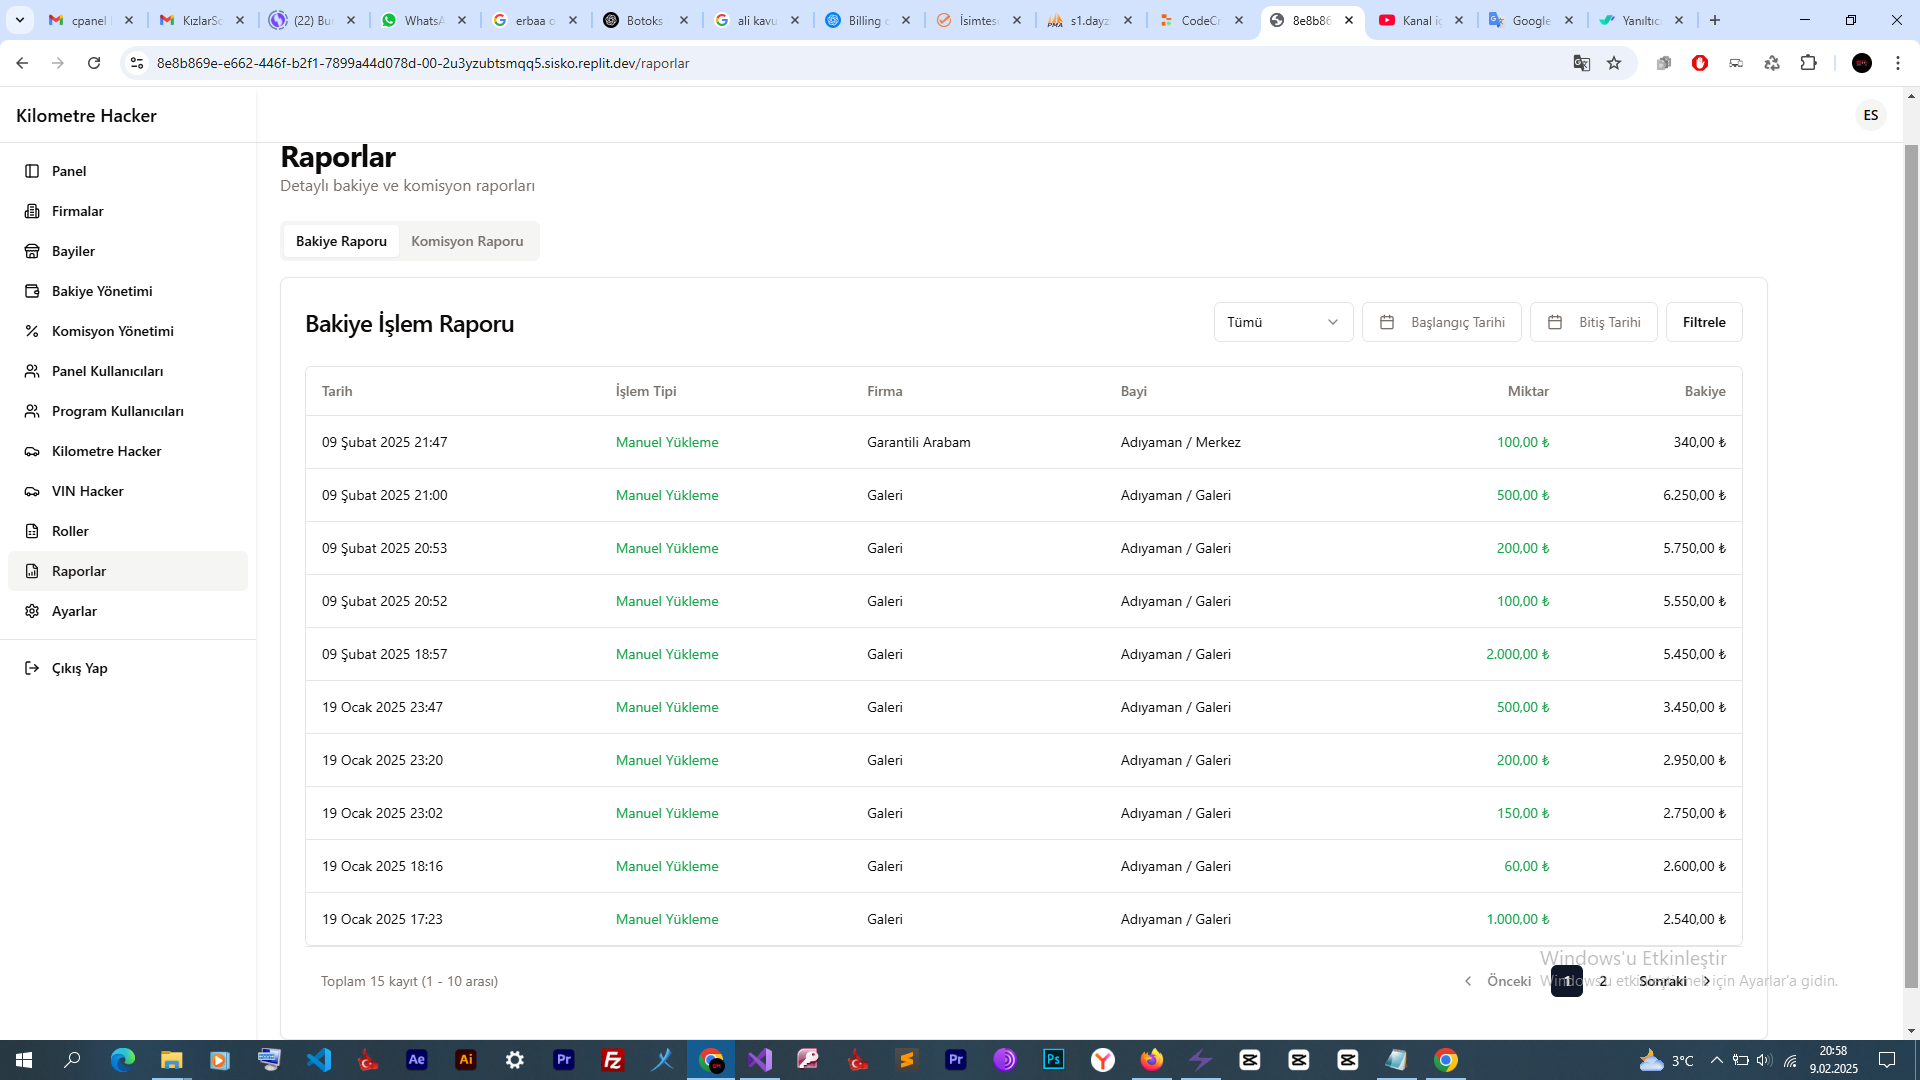 cpanel
KızlarSo
(22) Bu
WhatsA
erbaa o
Botoks
ali kavu
Billing
İsimtes
s1.dayz
CodeCr
8e8b86
Kanal iç
Google
Yanıltıc
8e8b869e-e662-446f-b2f1-7899a44d078d-00-2u3yzubtsmqq5.sisko.replit.dev/raporlar
Kilometre Hacker
ES
Panel
Firmalar
Bayiler
Bakiye Yönetimi
Komisyon Yönetimi
Panel Kullanıcıları
Program Kullanıcıları
Kilometre Hacker
VIN Hacker
Roller
Raporlar
Ayarlar
Çıkış Yap
Raporlar
Detaylı bakiye ve komisyon raporları
Bakiye Raporu Komisyon Raporu
Bakiye İşlem Raporu Tümü Başlangıç Tarihi Bitiş Tarihi Filtrele
Tarih İşlem Tipi Firma Bayi Miktar Bakiye
09 Şubat 2025 21:47 Manuel Yükleme Garantili Arabam Adıyaman / Merkez 100,00 ₺ 340,00 ₺
09 Şubat 2025 21:00 Manuel Yükleme Galeri Adıyaman / Galeri 500,00 ₺ 6.250,00 ₺
09 Şubat 2025 20:53 Manuel Yükleme Galeri Adıyaman / Galeri 200,00 ₺ 5.750,00 ₺
09 Şubat 2025 20:52 Manuel Yükleme Galeri Adıyaman / Galeri 100,00 ₺ 5.550,00 ₺
09 Şubat 2025 18:57 Manuel Yükleme Galeri Adıyaman / Galeri 2.000,00 ₺ 5.450,00 ₺
19 Ocak 2025 23:47 Manuel Yükleme Galeri Adıyaman / Galeri 500,00 ₺ 3.450,00 ₺
19 Ocak 2025 23:20 Manuel Yükleme Galeri Adıyaman / Galeri 200,00 ₺ 2.950,00 ₺
19 Ocak 2025 23:02 Manuel Yükleme Galeri Adıyaman / Galeri 150,00 ₺ 2.750,00 ₺
19 Ocak 2025 18:16 Manuel Yükleme Galeri Adıyaman / Galeri 60,00 ₺ 2.600,00 ₺
19 Ocak 2025 17:23 Manuel Yükleme Galeri Adıyaman / Galeri 1.000,00 ₺ 2.540,00 ₺
Toplam 15 kayıt (1 - 10 arası) Önceki 1 2 Sonraki
Windows'u Etkinleştir
Windows'u etkinleştirmek için Ayarlar'a gidin.
3°C
20:58
9.02.2025